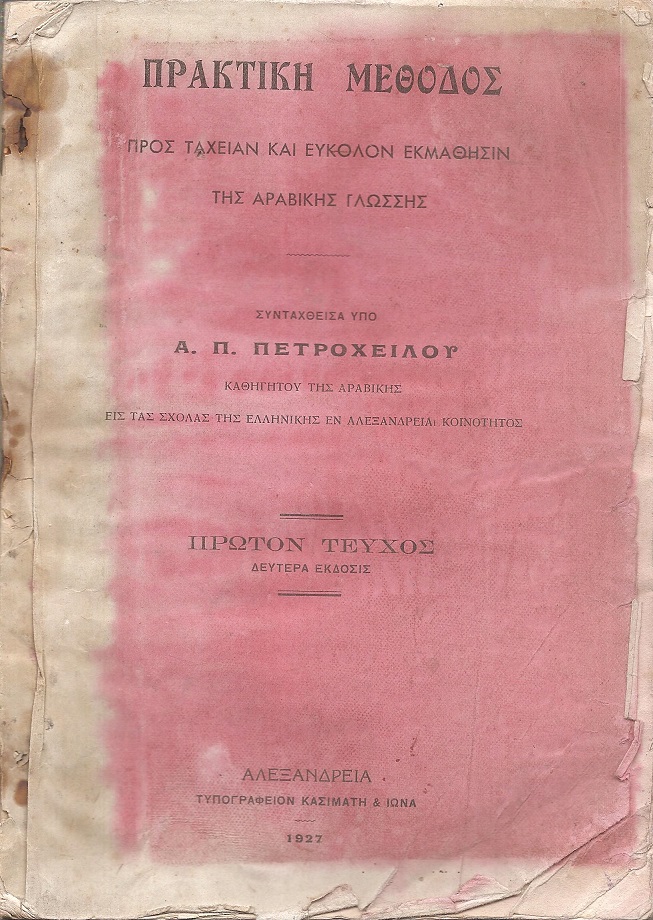 ΠΡΑΚΤΙΚΗ ΜΕΘΟΔΟΣ
ΠΡΟΣ ΤΑΧΕΙΑΝ ΚΑΙ ΕΥΚΟΛΟΝ ΕΚΜΑΘΗΣΙΝ
ΤΗΣ ΑΡΑΒΙΚΗΣ ΓΛΩΣΣΗΣ
ΣΥΝΤΑΧΘΕΙΣΑ ΥΠΟ
Α. Π. ΠΕΤΡΟΧΕΙΛΟΥ
ΚΑΘΗΓΗΤΟΥ ΤΗΣ ΑΡΑΒΙΚΗΣ
ΕΙΣ ΤΑΣ ΣΧΟΛΑΣ ΤΗΣ ΕΛΛΗΝΙΚΗΣ ΕΝ ΑΛΕΞΑΝΔΡΕΙΑι ΚΟΙΝΟΤΗΤΟΣ
ΠΡΩΤΟΝ ΤΕΥΧΟΣ
ΔΕΥΤΕΡΑ ΕΚΔΟΣΙΣ
ΑΛΕΞΑΝΔΡΕΙΑ
ΤΥΠΟΓΡΑΦΕΙΟΝ ΚΑΣΙΜΑΤΗ & ΙΩΝΑ
1927